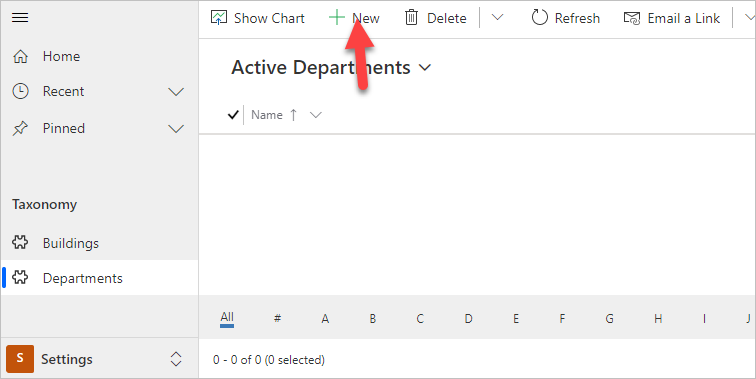 Show Chart New Delete Refresh Email a Link
Home
Recent
Pinned
Taxonomy
Buildings
Departments
S Settings
Active Departments
Name
All # A B C D E F G H I J
0 - 0 of 0 (0 selected)